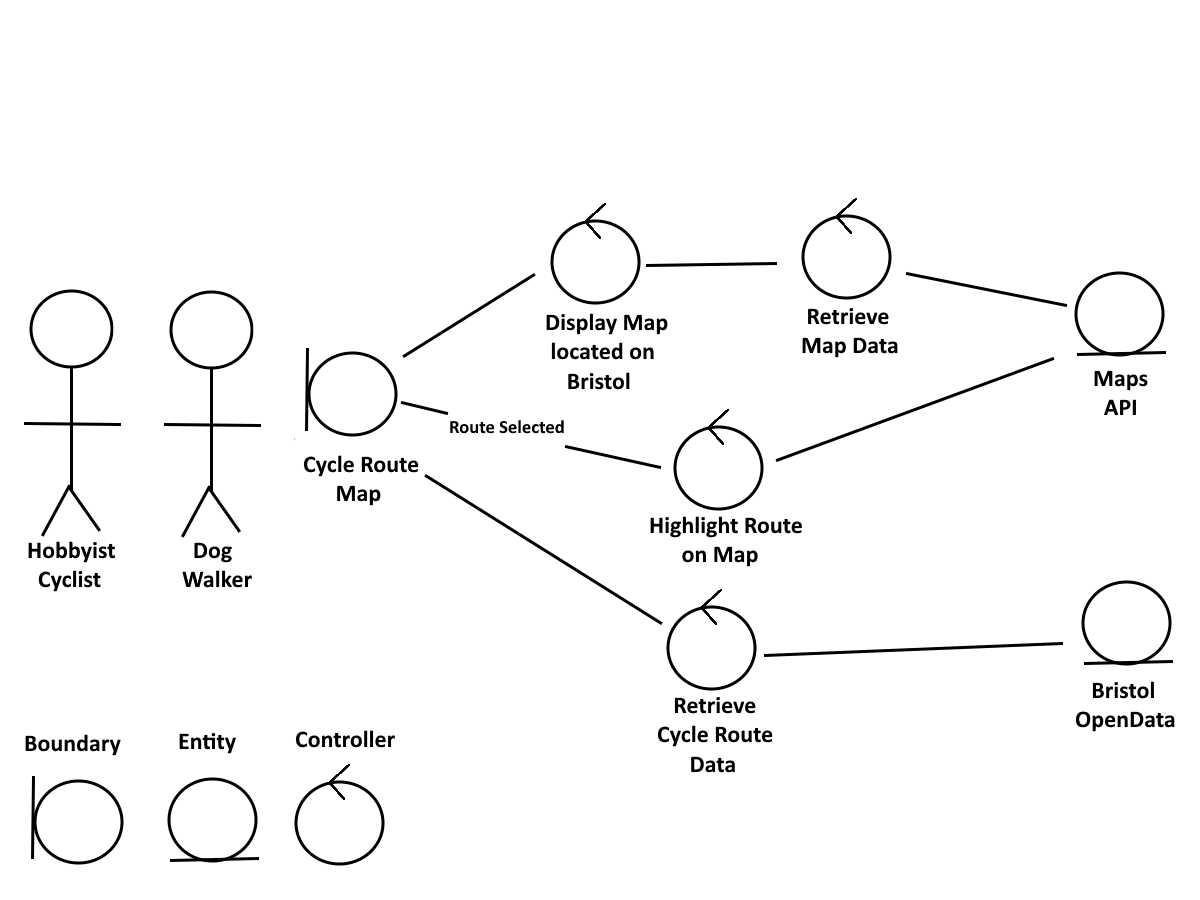 Display Map
located on
Bristol
Retrieve
Map Data
Maps
API
Route Selected
Cycle Route
Map
Highlight Route
on Map
Hobbyist
Cyclist
Dog
Walker
Retrieve
Cycle Route
Data
Bristol
OpenData
Boundary
Entity
Controller